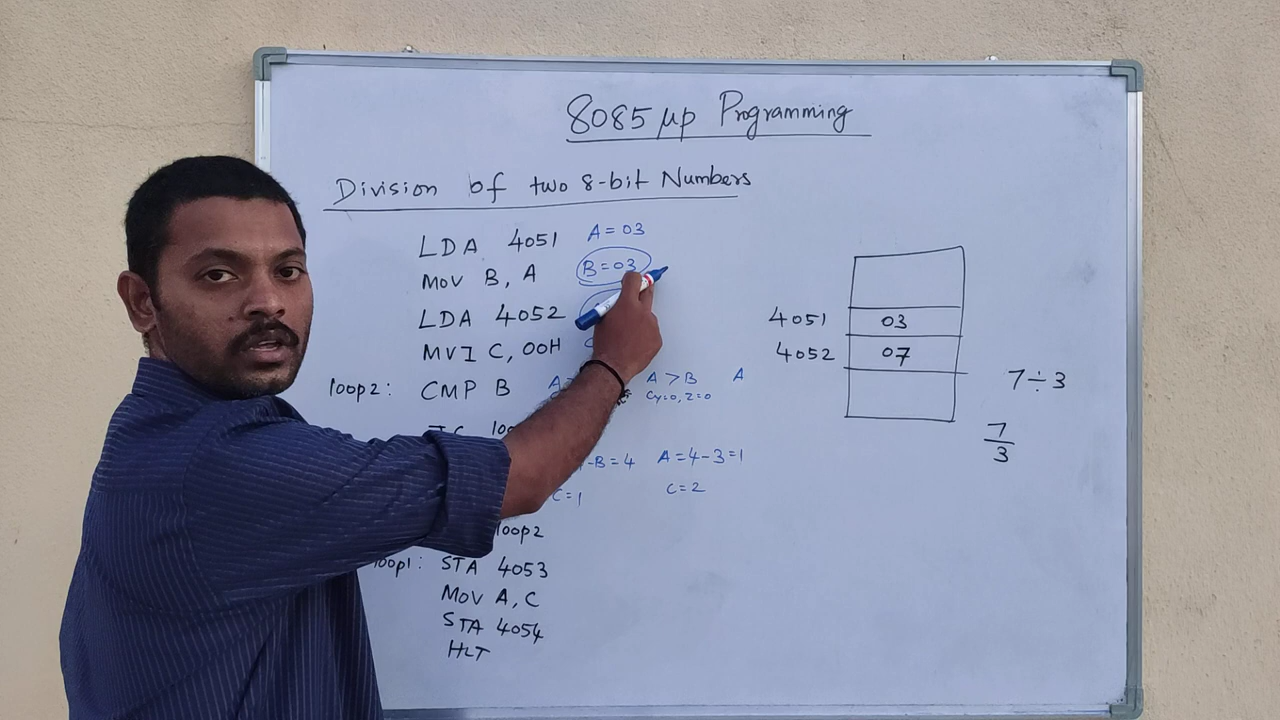 8085 µp Programming
Division of two 8-bit Numbers
LDA 4051 A = 03
MOV B, A B = 03
LDA 4052
MVI C, 00H
loop2: CMP B A > B A
Cy=0, Z=0
-B = 4 A = 4-3 = 1
C = 1 C = 2
loop2
loop1: STA 4053
MOV A, C
STA 4054
HLT
4051 03
4052 07
7÷3
7
3